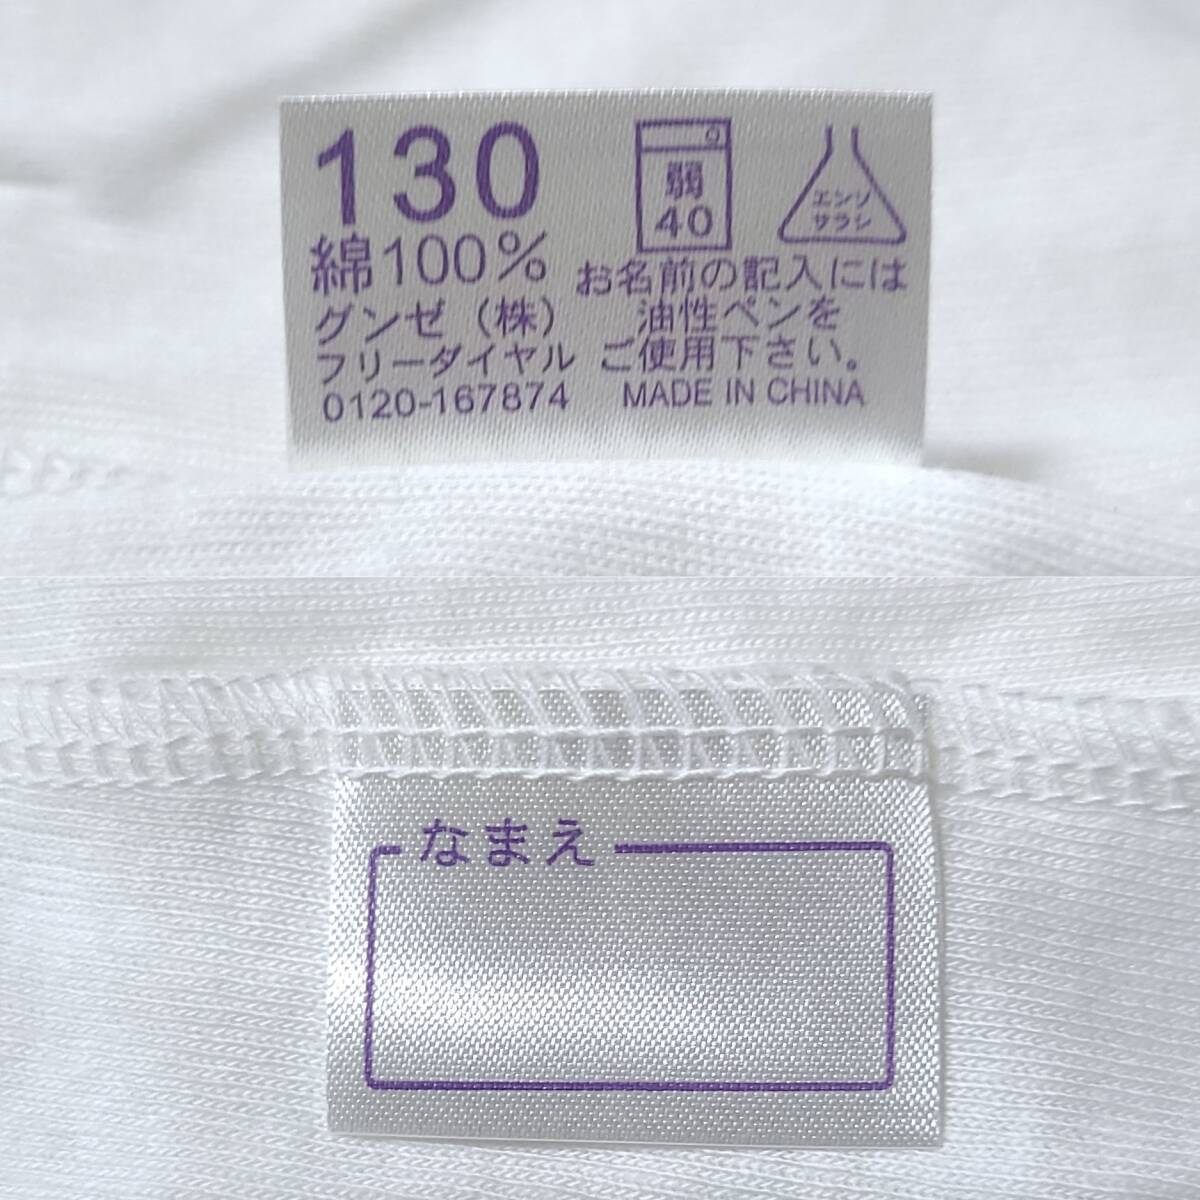 130
綿100%
グンゼ（株）
フリーダイヤル
0120-167874
弱
40
エンソ
サラシ
お名前の記入には
油性ペンを
ご使用下さい。
MADE IN CHINA
なまえ